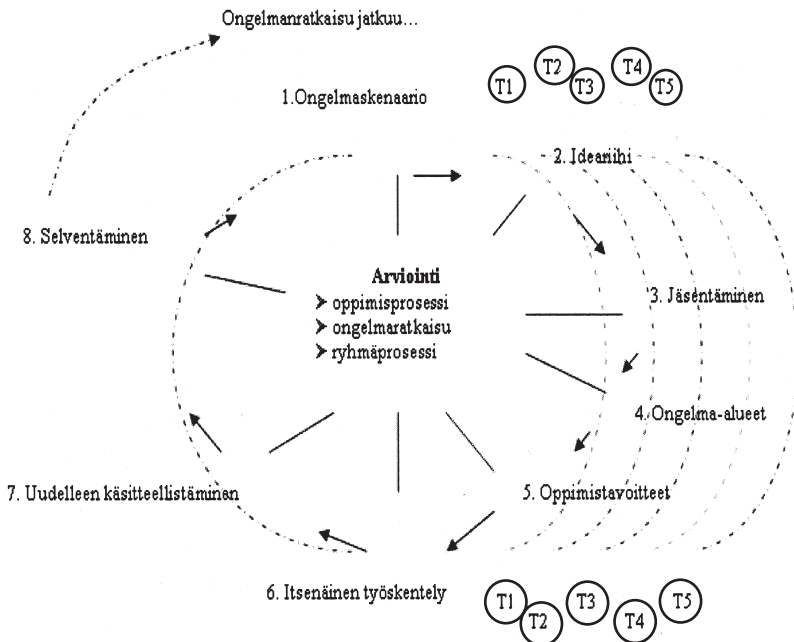 Ongelmanratkaisu jatkuu...
T1 T2 T3 T4 T5
1.Ongelmaskenaario
2. Ideariihi
8. Selventäminen
Arviointi
➤ oppimisprosessi
➤ ongelmaratkaisu
➤ ryhmäprosessi
3. Jäsentäminen
4. Ongelma-alueet
7. Uudelleen käsitteellistäminen
5. Oppimistavoitteet
6. Itsenäinen työskentely
T1 T2 T3 T4 T5